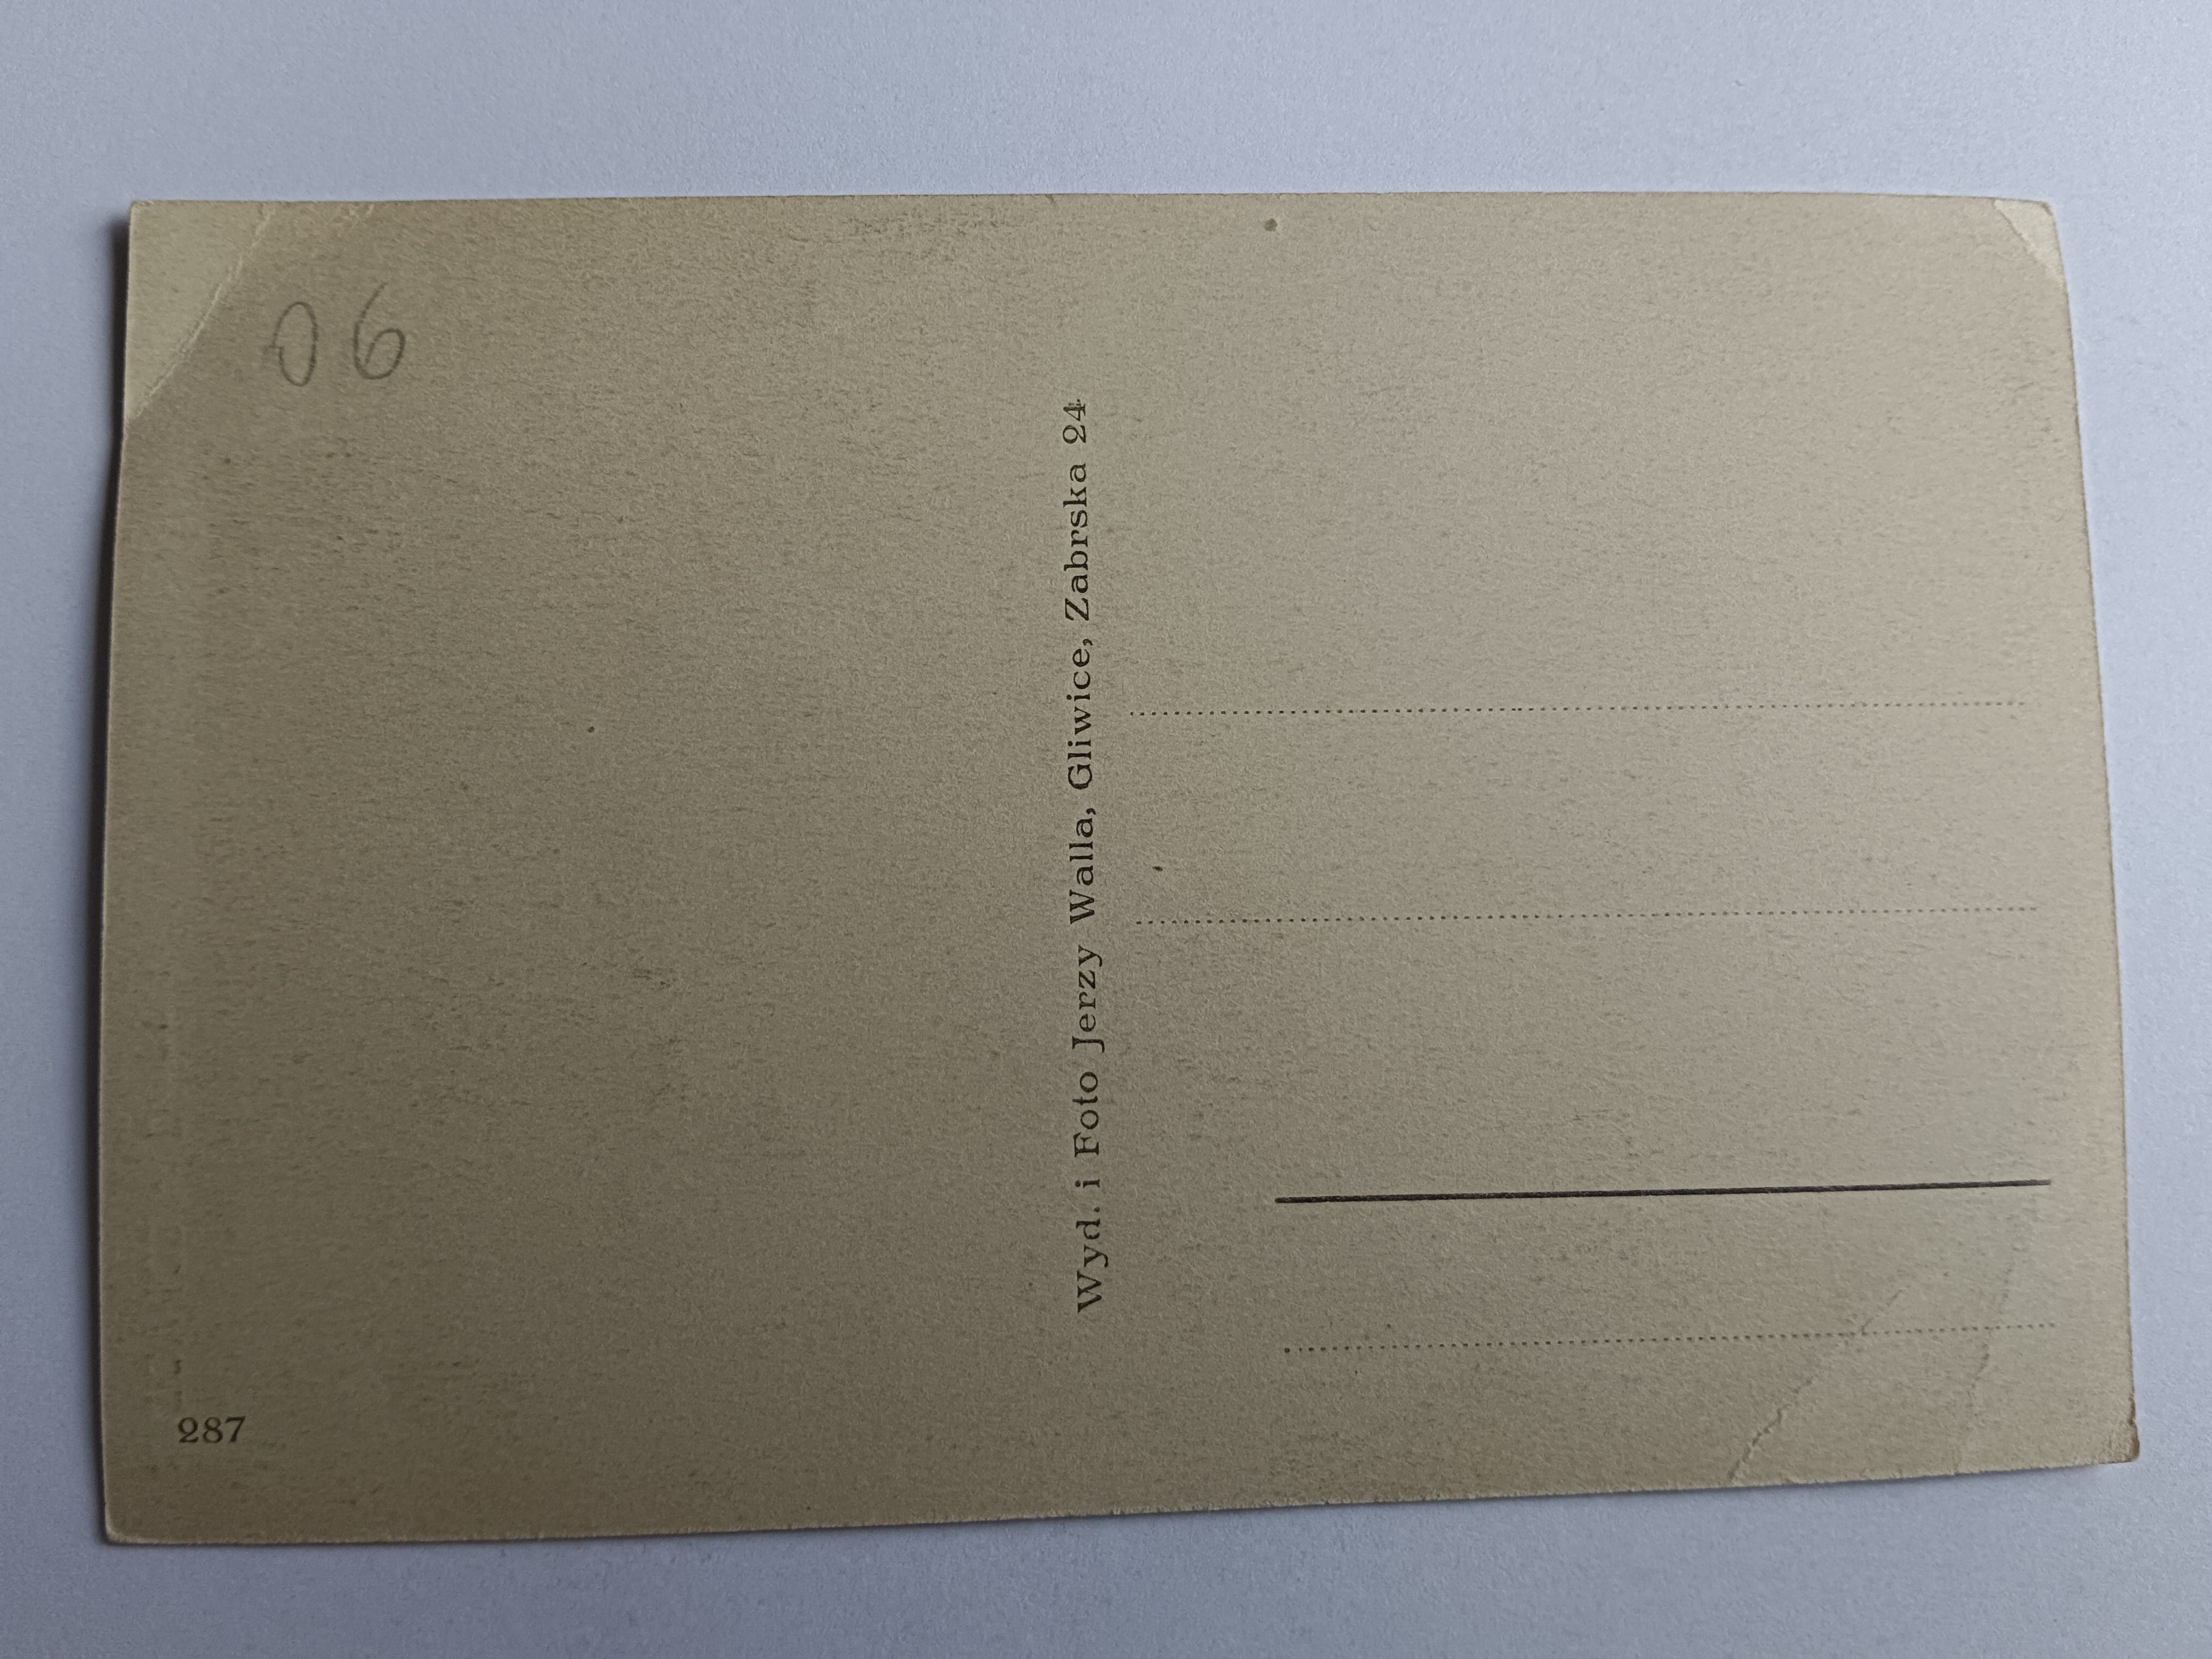 06
Wyd. i Foto Jerzy Walla, Gliwice, Zabrska 24
287